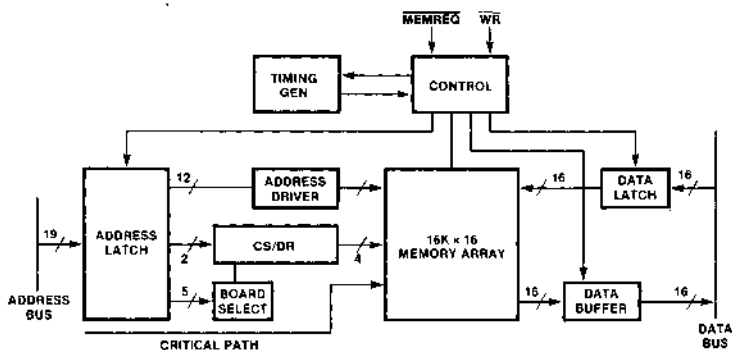 MEMREQ
WR
TIMING
GEN
CONTROL
12
ADDRESS
DRIVER
16
DATA
LATCH
16
19
ADDRESS
LATCH
2
CS/DR
4
16K × 16
MEMORY ARRAY
5
BOARD
SELECT
16
DATA
BUFFER
16
ADDRESS
BUS
CRITICAL PATH
DATA
BUS